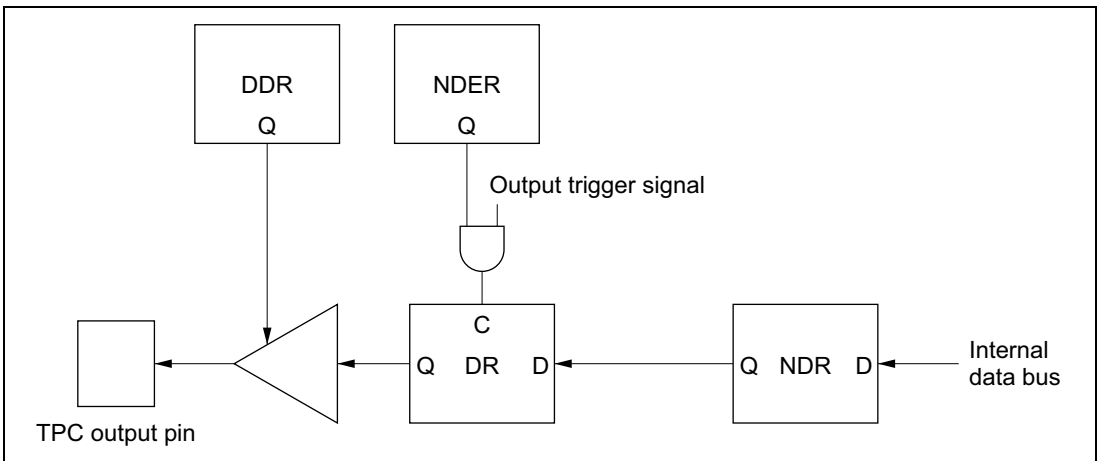 DDR
Q
NDER
Q
Output trigger signal
C
Q DR D
Q NDR D
Internal
data bus
TPC output pin